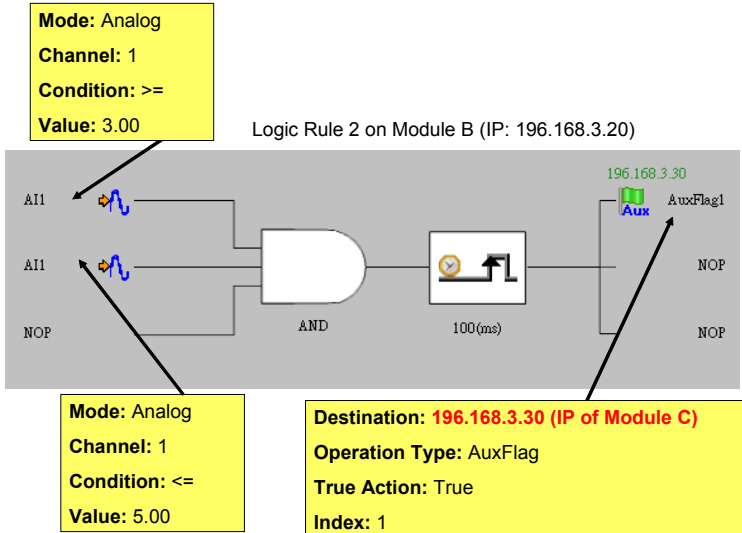 Mode: Analog
Channel: 1
Condition: >=
Value: 3.00
Logic Rule 2 on Module B (IP: 196.168.3.20)
196.168.3.30
AI1
Aux
AuxFlag1
AI1
NOP
NOP
AND
100(ms)
NOP
Mode: Analog
Channel: 1
Condition: <=
Value: 5.00
Destination: 196.168.3.30 (IP of Module C)
Operation Type: AuxFlag
True Action: True
Index: 1